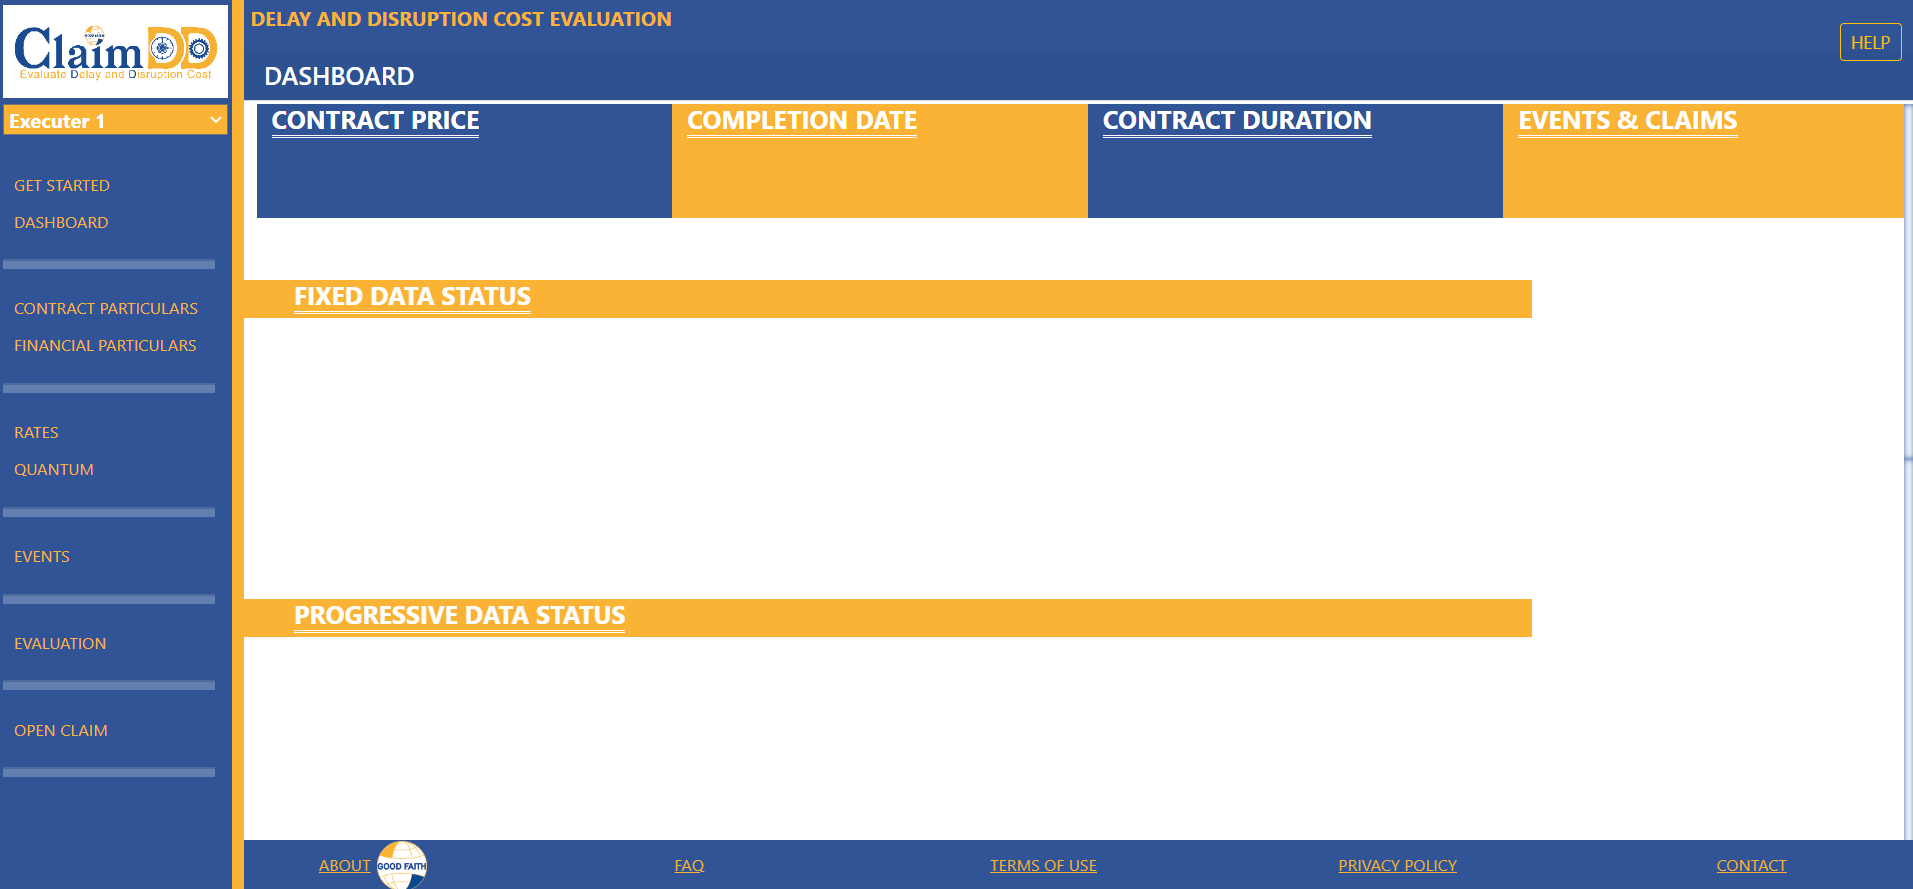 GOOD FAITH
ClaimDD
Evaluate Delay and Disruption Cost
Executer 1
GET STARTED
DASHBOARD
CONTRACT PARTICULARS
FINANCIAL PARTICULARS
RATES
QUANTUM
EVENTS
EVALUATION
OPEN CLAIM
DELAY AND DISRUPTION COST EVALUATION
HELP
DASHBOARD
CONTRACT PRICE
COMPLETION DATE
CONTRACT DURATION
EVENTS & CLAIMS
FIXED DATA STATUS
PROGRESSIVE DATA STATUS
ABOUT
GOOD FAITH
FAQ
TERMS OF USE
PRIVACY POLICY
CONTACT